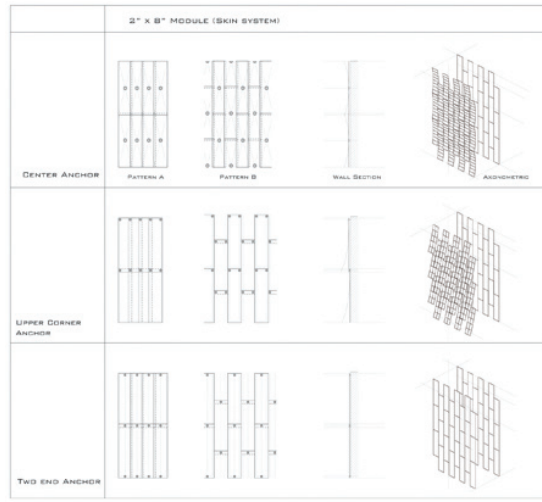 2" x 8" Module (Skin system)
Center Anchor
Pattern A
Pattern B
Wall Section
Axonometric
Upper Corner
Anchor
Two end Anchor